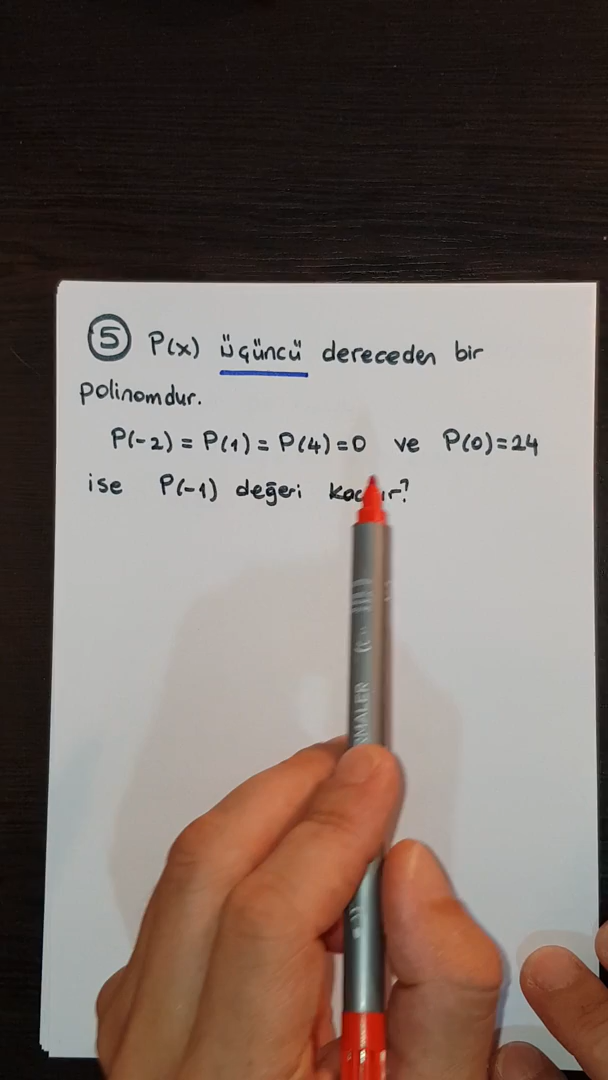 5 P(x) üçüncü dereceden bir
polinomdur.
P(-2) = P(1) = P(4) = 0 ve P(0) = 24
ise P(-1) değeri ?